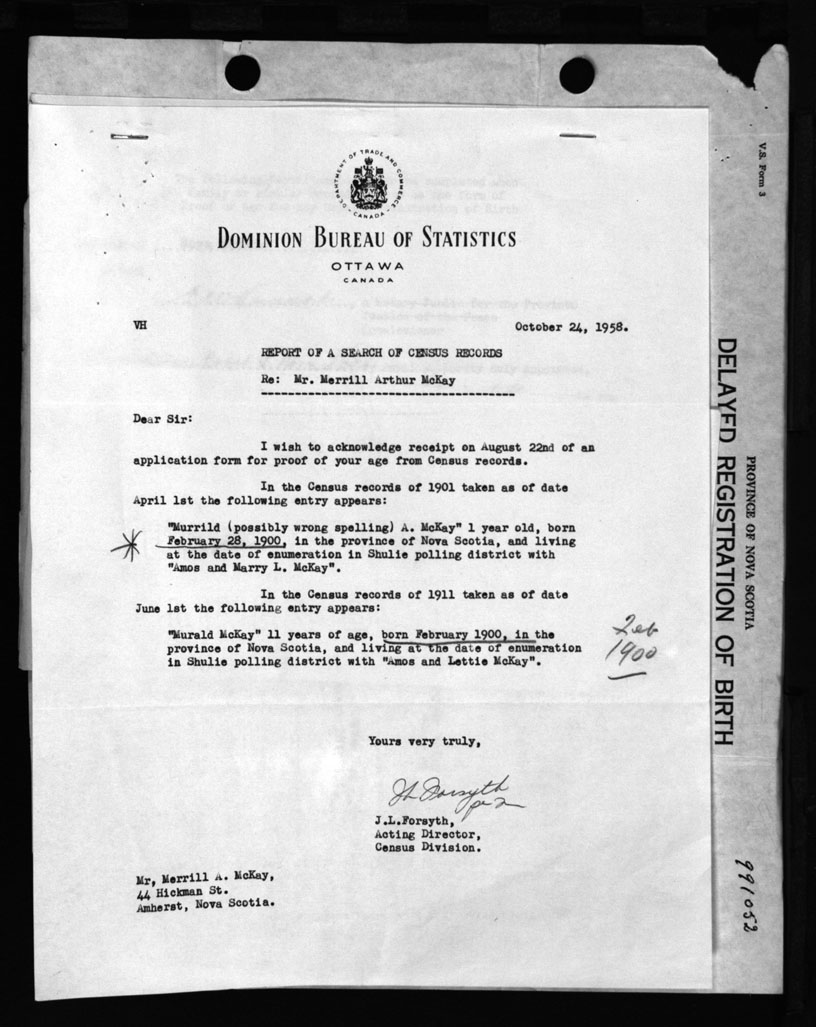 DEPARTMENT OF TRADE AND COMMERCE
CANADA
DOMINION BUREAU OF STATISTICS
OTTAWA
CANADA
VH
October 24, 1958.
REPORT OF A SEARCH OF CENSUS RECORDS
Re: Mr. Merrill Arthur McKay
Dear Sir:
I wish to acknowledge receipt on August 22nd of an
application form for proof of your age from Census records.
In the Census records of 1901 taken as of date
April 1st the following entry appears:
"Murrild (possibly wrong spelling) A. McKay" 1 year old, born
February 28, 1900, in the province of Nova Scotia, and living
at the date of enumeration in Shulie polling district with
"Amos and Marry L. McKay".
In the Census records of 1911 taken as of date
June 1st the following entry appears:
"Murald McKay" 11 years of age, born February 1900, in the
province of Nova Scotia, and living at the date of enumeration
in Shulie polling district with "Amos and Lettie McKay".
Feb
1900
Yours very truly,
J L Forsyth
J.L.Forsyth,
Acting Director,
Census Division.
Mr, Merrill A. McKay,
44 Hickman St.
Amherst, Nova Scotia.
V.S. Form 3
PROVINCE OF NOVA SCOTIA
DELAYED REGISTRATION OF BIRTH
991052